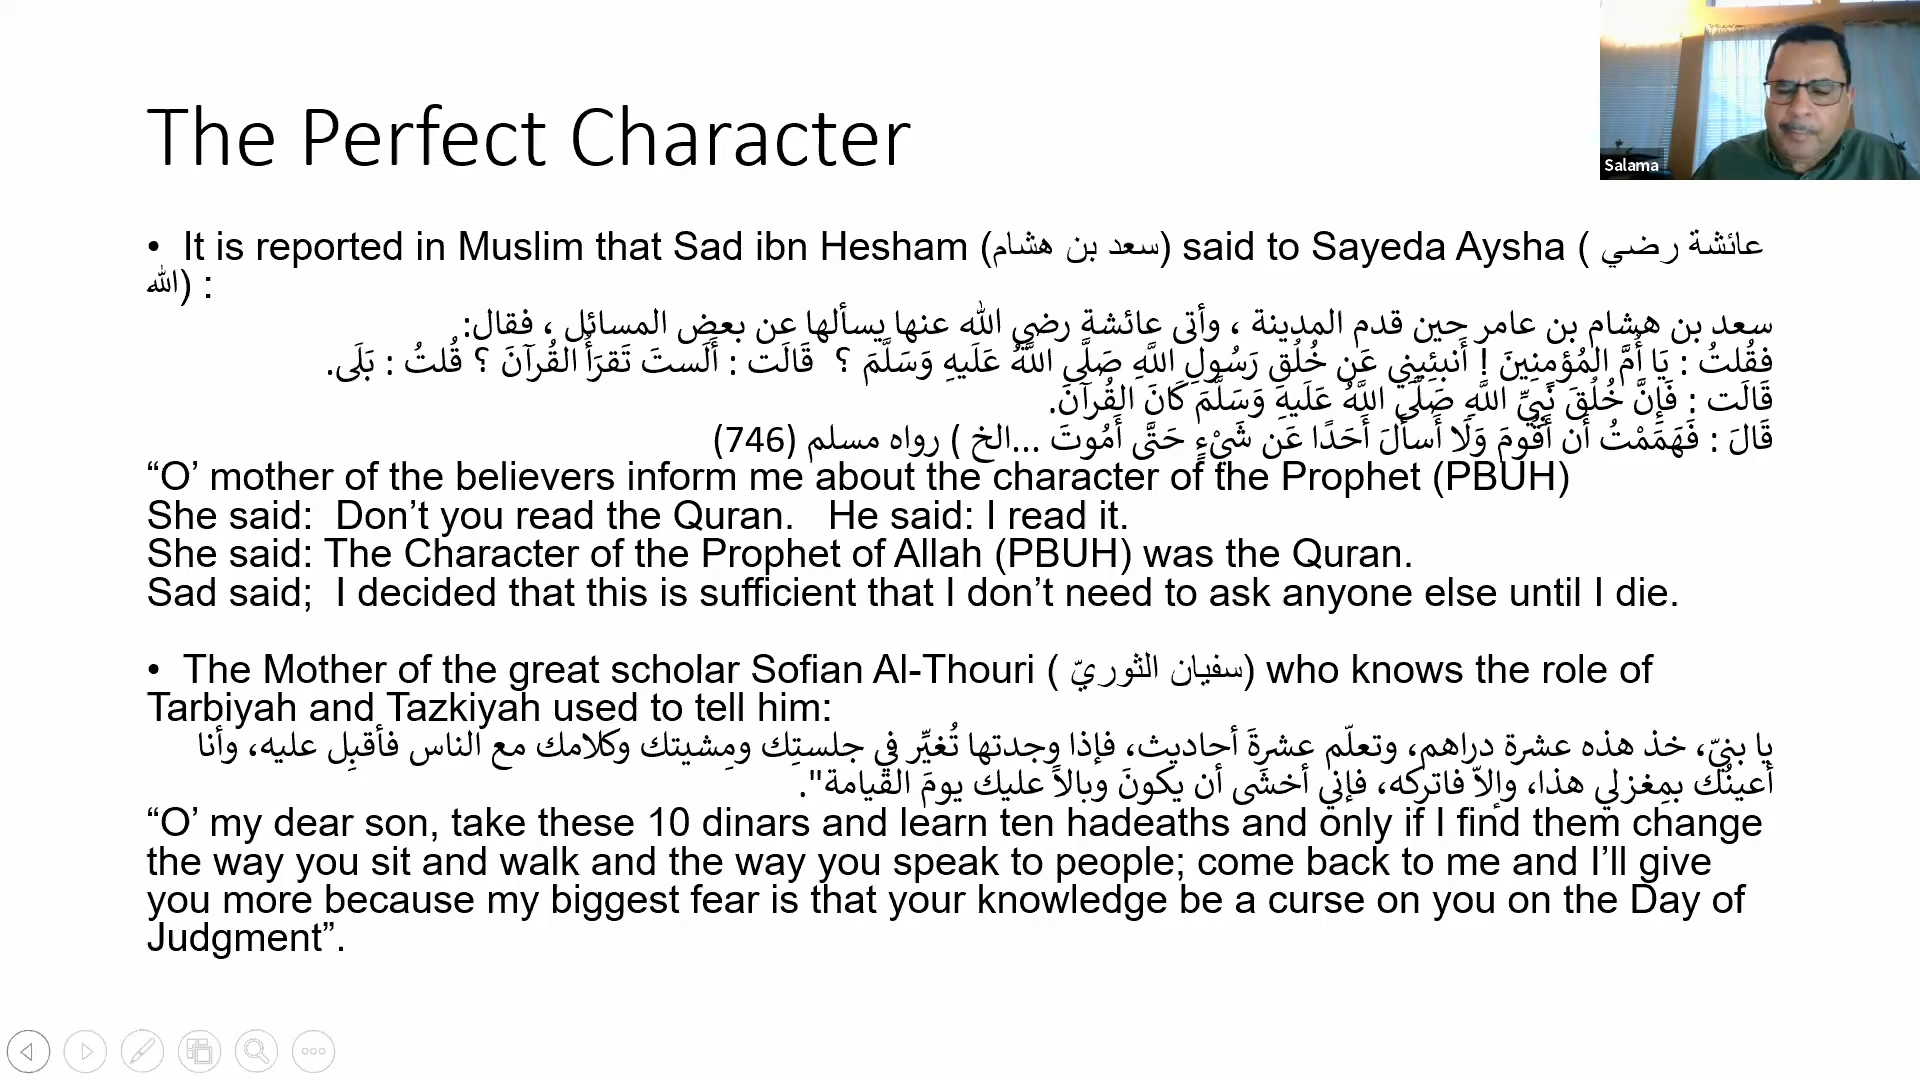 The Perfect Character
Salama
• It is reported in Muslim that Sad ibn Hesham (سعد بن هشام) said to Sayeda Aysha ( عائشة رضي
الله) :
سعد بن هشام بن عامر حين قدم المدينة ، وأتى عائشة رضي الله عنها يسألها عن بعض المسائل ، فقال:
فقُلتُ : يَا أُمَّ المُؤمِنِينَ ! أَنبئِينِي عَن خُلُقِ رَسُولِ اللَّهِ صَلَّى اللَّهُ عَلَيهِ وَسَلَّمَ ؟ قَالَت : أَلَستَ تَقرَأُ القُرآنَ ؟ قُلتُ : بَلَى.
قَالَت : فَإِنَّ خُلُقَ نَبِيِّ اللَّهِ صَلَّى اللَّهُ عَلَيهِ وَسَلَّمَ كَانَ القُرآنَ.
قَالَ : فَهَمَمْتُ أَن أَقُومَ وَلَا أَسأَلَ أَحَدًا عَن شَيْءٍ حَتَّى أَمُوتَ ...الخ ) رواه مسلم (746)
“O’ mother of the believers inform me about the character of the Prophet (PBUH)
She said: Don’t you read the Quran. He said: I read it.
She said: The Character of the Prophet of Allah (PBUH) was the Quran.
Sad said; I decided that this is sufficient that I don’t need to ask anyone else until I die.
• The Mother of the great scholar Sofian Al-Thouri ( سفيان الثوريّ) who knows the role of
Tarbiyah and Tazkiyah used to tell him:
يا بنيّ، خذ هذه عشرة دراهم، وتعلّم عشرةَ أحاديث، فإذا وجدتها تُغيِّر في جلستِك ومِشيتك وكلامك مع الناس فأقبِل عليه، وأنا
أعينُك بمِغزلي هذا، وإلاّ فاتركه، فإني أخشَى أن يكونَ وبالاً عليك يومَ القيامة".
“O’ my dear son, take these 10 dinars and learn ten hadeaths and only if I find them change
the way you sit and walk and the way you speak to people; come back to me and I’ll give
you more because my biggest fear is that your knowledge be a curse on you on the Day of
Judgment”.